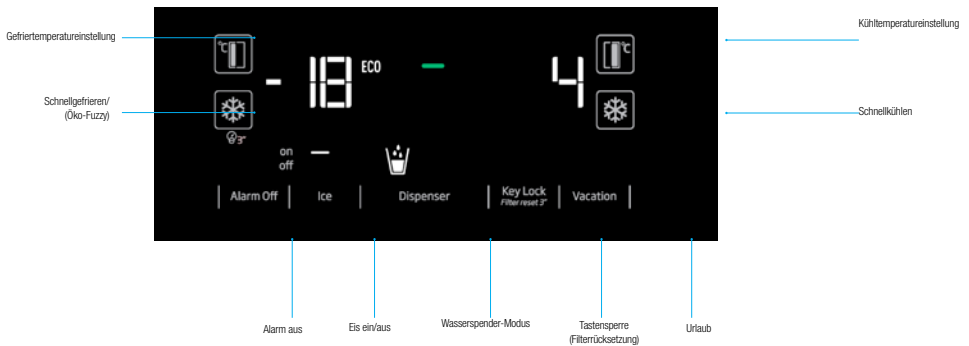 Gefriertemperatureinstellung
Kühltemperatureinstellung
°C
-18
ECO
4
°C
Schnellgefrieren/
(Öko-Fuzzy)
Schnellkühlen
3"
on
off
Alarm Off
Ice
Dispenser
Key Lock
Filter reset 3"
Vacation
Alarm aus
Eis ein/aus
Wasserspender-Modus
Tastensperre
(Filterrücksetzung)
Urlaub